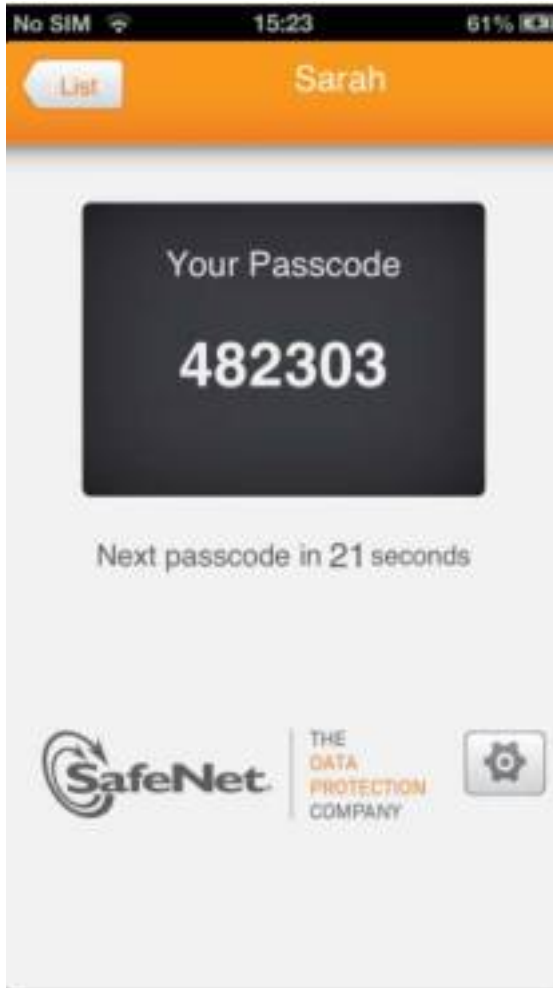 No SIM 15:23 61%
List Sarah
Your Passcode
482303
Next passcode in 21 seconds
SafeNet
THE
DATA
PROTECTION
COMPANY